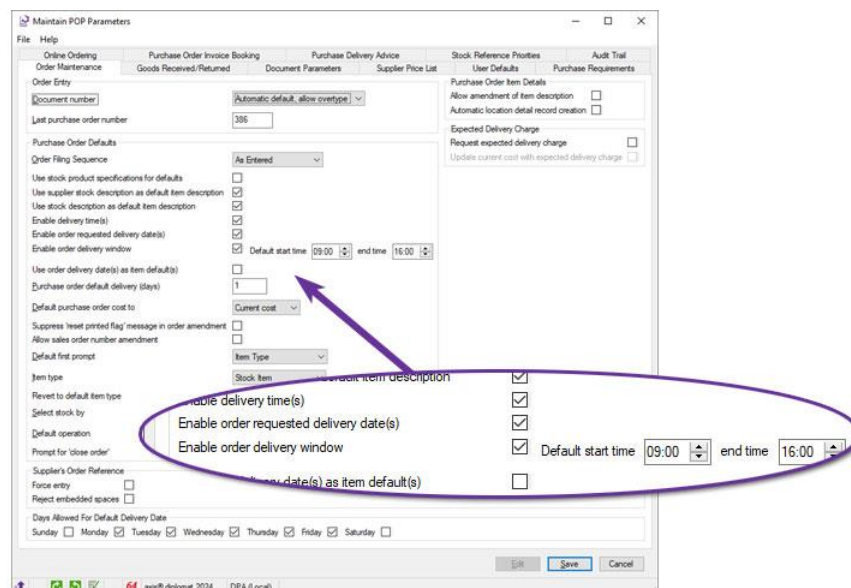 Maintain POP Parameters
File Help
Online Ordering Purchase Order Invoice Booking Purchase Delivery Advice Stock Reference Priorities Audit Trail
Order Maintenance Goods Received/Returned Document Parameters Supplier Price List User Defaults Purchase Requirements
Order Entry
Document number Automatic default, allow overtype
Last purchase order number 386
Purchase Order Item Details
Allow amendment of item description
Automatic location detail record creation
Expected Delivery Charge
Request expected delivery charge
Update current cost with expected delivery charge
Purchase Order Defaults
Order Filing Sequence As Entered
Use stock product specifications for defaults
Use supplier stock description as default item description
Use stock description as default item description
Enable delivery time(s)
Enable order requested delivery date(s)
Enable order delivery window Default start time 09:00 end time 16:00
Use order delivery date(s) as item default(s)
Purchase order default delivery (days) 1
Default purchase order cost to Current cost
Suppress 'reset printed flag' message in order amendment
Allow sales order number amendment
Default first prompt Item Type
Item type Stock Item
Revert to default item type
Select stock by
Default operation
Prompt for 'close order'
default item description
Enable delivery time(s)
Enable order requested delivery date(s)
Enable order delivery window Default start time 09:00 end time 16:00
delivery date(s) as item default(s)
Supplier's Order Reference
Force entry
Reject embedded spaces
Days Allowed For Default Delivery Date
Sunday Monday Tuesday Wednesday Thursday Friday Saturday
Edit Save Cancel
64 axis® diplomat 2024 DPA (Local)